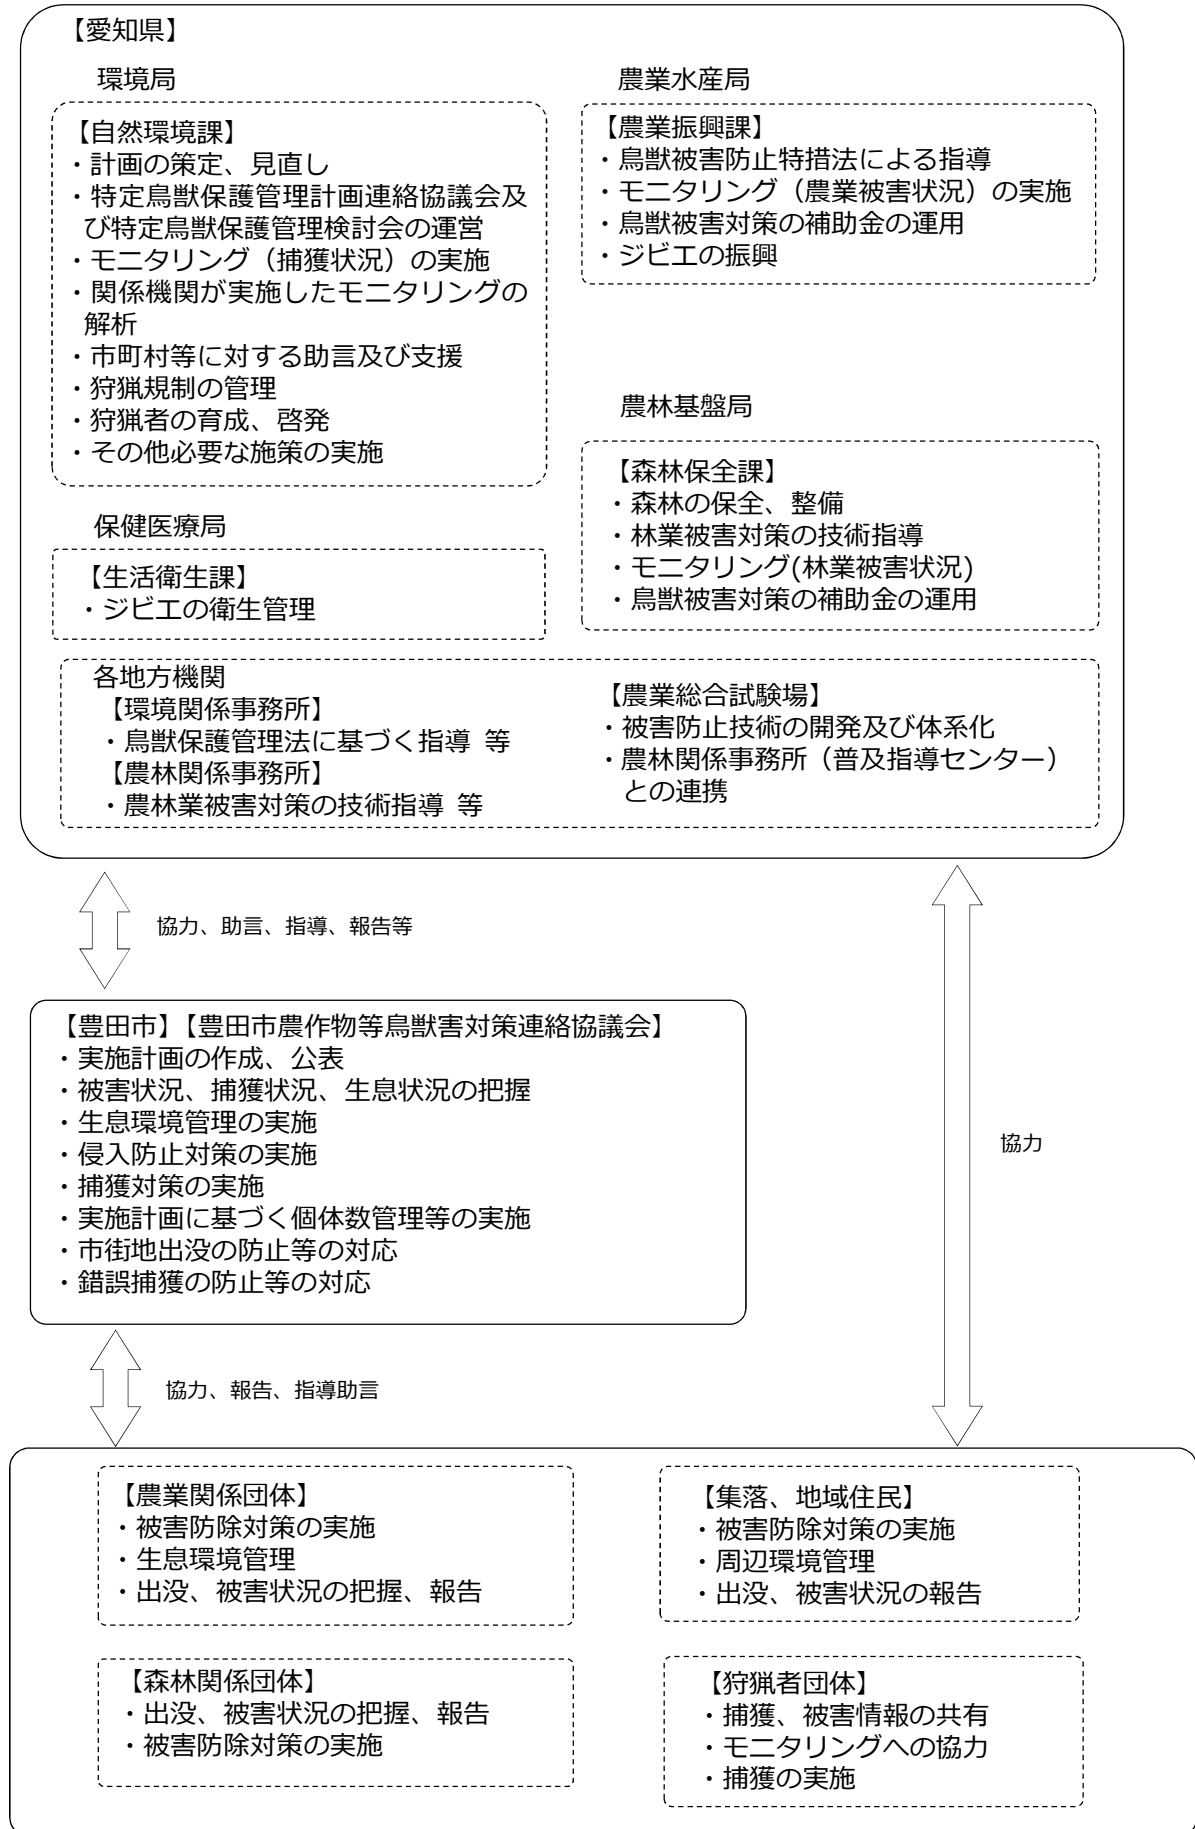 【愛知県】
環境局
【自然環境課】
・計画の策定、見直し
・特定鳥獣保護管理計画連絡協議会及
び特定鳥獣保護管理検討会の運営
・モニタリング（捕獲状況）の実施
・関係機関が実施したモニタリングの
解析
・市町村等に対する助言及び支援
・狩猟規制の管理
・狩猟者の育成、啓発
・その他必要な施策の実施
農業水産局
【農業振興課】
・鳥獣被害防止特措法による指導
・モニタリング（農業被害状況）の実施
・鳥獣被害対策の補助金の運用
・ジビエの振興
農林基盤局
【森林保全課】
・森林の保全、整備
・林業被害対策の技術指導
・モニタリング(林業被害状況)
・鳥獣被害対策の補助金の運用
保健医療局
【生活衛生課】
・ジビエの衛生管理
各地方機関
【環境関係事務所】
・鳥獣保護管理法に基づく指導 等
【農林関係事務所】
・農林業被害対策の技術指導 等
【農業総合試験場】
・被害防止技術の開発及び体系化
・農林関係事務所（普及指導センター）
との連携
協力、助言、指導、報告等
【豊田市】【豊田市農作物等鳥獣害対策連絡協議会】
・実施計画の作成、公表
・被害状況、捕獲状況、生息状況の把握
・生息環境管理の実施
・侵入防止対策の実施
・捕獲対策の実施
・実施計画に基づく個体数管理等の実施
・市街地出没の防止等の対応
・錯誤捕獲の防止等の対応
協力
協力、報告、指導助言
【農業関係団体】
・被害防除対策の実施
・生息環境管理
・出没、被害状況の把握、報告
【集落、地域住民】
・被害防除対策の実施
・周辺環境管理
・出没、被害状況の報告
【森林関係団体】
・出没、被害状況の把握、報告
・被害防除対策の実施
【狩猟者団体】
・捕獲、被害情報の共有
・モニタリングへの協力
・捕獲の実施